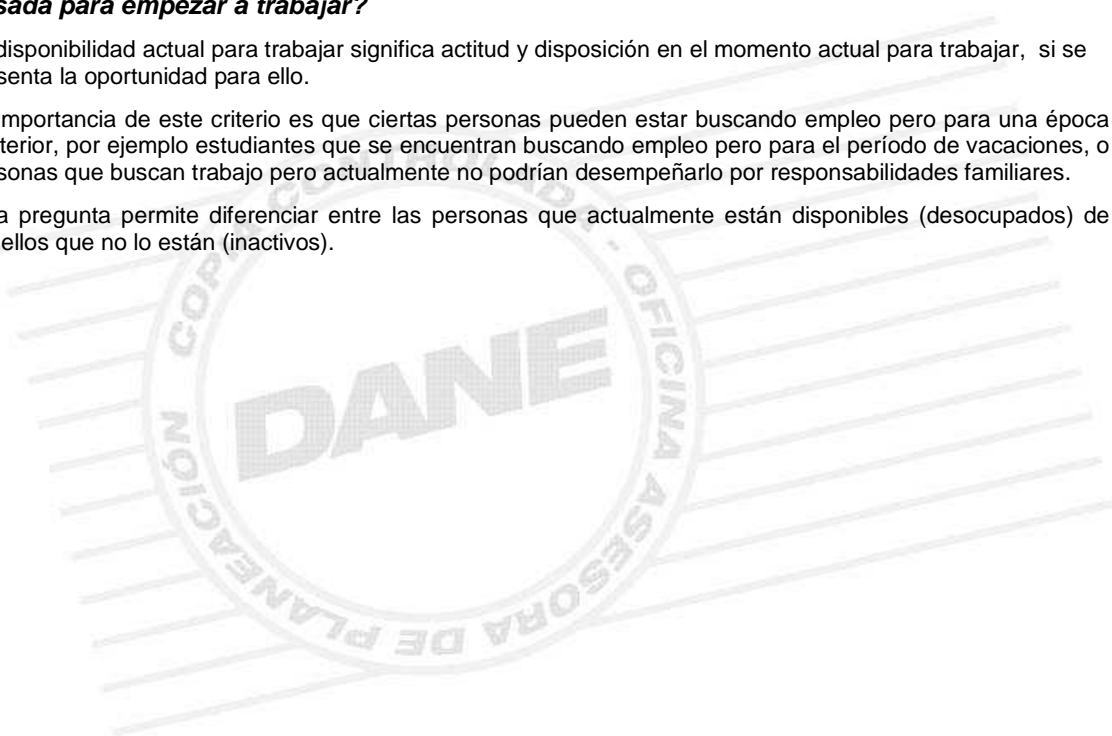 sada para empezar a trabajar?
disponibilidad actual para trabajar significa actitud y disposición en el momento actual para trabajar, si se
senta la oportunidad para ello.
importancia de este criterio es que ciertas personas pueden estar buscando empleo pero para una época
terior, por ejemplo estudiantes que se encuentran buscando empleo pero para el período de vacaciones, o
sonas que buscan trabajo pero actualmente no podrían desempeñarlo por responsabilidades familiares.
a pregunta permite diferenciar entre las personas que actualmente están disponibles (desocupados) de
ellos que no lo están (inactivos).
COPIA CONTROLADA - OFICINA ASESORA DE PLANEACIÓN
DANE